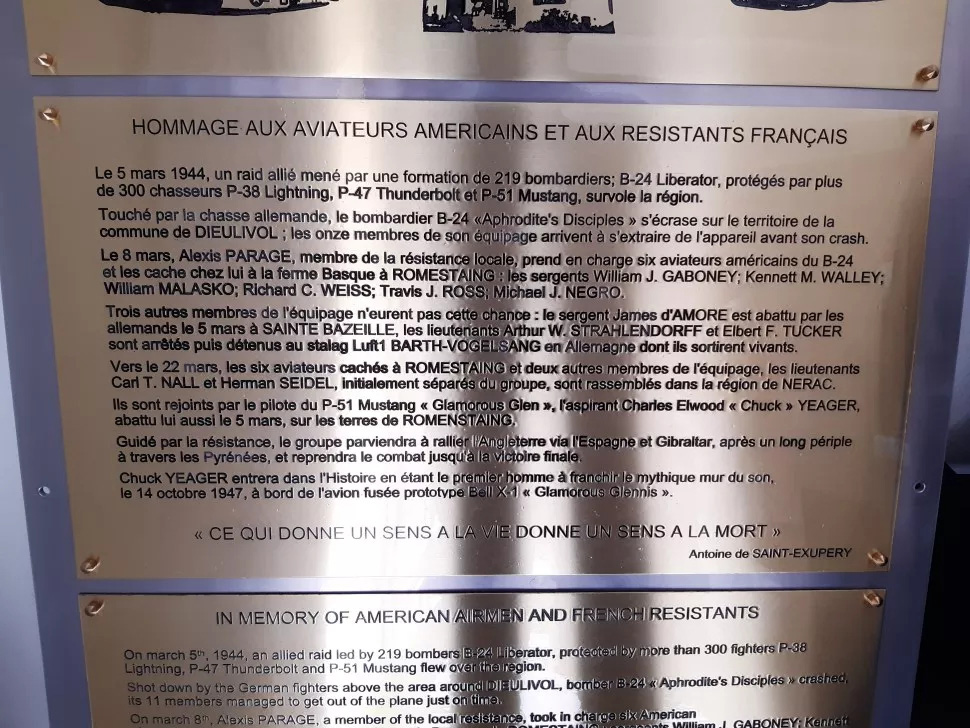 HOMMAGE AUX AVIATEURS AMERICAINS ET AUX RESISTANTS FRANÇAIS
Le 5 mars 1944, un raid allié mené par une formation de 219 bombardiers; B-24 Liberator, protégés par plus
de 300 chasseurs P-38 Lightning, P-47 Thunderbolt et P-51 Mustang, survole la région.
Touché par la chasse allemande, le bombardier B-24 «Aphrodite's Disciples » s'écrase sur le territoire de la
commune de DIEULIVOL ; les onze membres de son équipage arrivent à s'extraire de l'appareil avant son crash.
Le 8 mars, Alexis PARAGE, membre de la résistance locale, prend en charge six aviateurs américains du B-24
et les cache chez lui à la ferme Basque à ROMESTAING : les sergents William J. GABONEY; Kennett M. WALLEY;
William MALASKO; Richard C. WEISS; Travis J. ROSS; Michael J. NEGRO.
Trois autres membres de l'équipage n'eurent pas cette chance : le sergent James d'AMORE est abattu par les
allemands le 5 mars à SAINTE BAZEILLE, les lieutenants Arthur W. STRAHLENDORFF et Elbert F. TUCKER
sont arrêtés puis détenus au stalag Luft1 BARTH-VOGELSANG en Allemagne dont ils sortirent vivants.
Vers le 22 mars, les six aviateurs cachés à ROMESTAING et deux autres membres de l'équipage, les lieutenants
Carl T. NALL et Herman SEIDEL, initialement séparés du groupe, sont rassemblés dans la région de NERAC.
Ils sont rejoints par le pilote du P-51 Mustang « Glamorous Glen », l'aspirant Charles Elwood « Chuck » YEAGER,
abattu lui aussi le 5 mars, sur les terres de ROMENSTAING.
Guidé par la résistance, le groupe parviendra à rallier l'Angleterre via l'Espagne et Gibraltar, après un long périple
à travers les Pyrénées, et reprendra le combat jusqu'à la victoire finale.
Chuck YEAGER entrera dans l'Histoire en étant le premier homme à franchir le mythique mur du son,
le 14 octobre 1947, à bord de l'avion fusée prototype Bell X-1 « Glamorous Glennis ».
« CE QUI DONNE UN SENS A LA VIE DONNE UN SENS A LA MORT »
Antoine de SAINT-EXUPERY
IN MEMORY OF AMERICAN AIRMEN AND FRENCH RESISTANTS
On march 5th, 1944, an allied raid led by 219 bombers B-24 Liberator, protected by more than 300 fighters P-38
Lightning, P-47 Thunderbolt and P-51 Mustang flew over the region.
Shot down by the German fighters above the area around DIEULIVOL, bomber B-24 « Aphrodite's Disciples » crashed,
its 11 members managed to get out of the plane just on time.
On march 8th, Alexis PARAGE, a member of the local resistance, took in charge six American
William J. GABONEY; Kennett